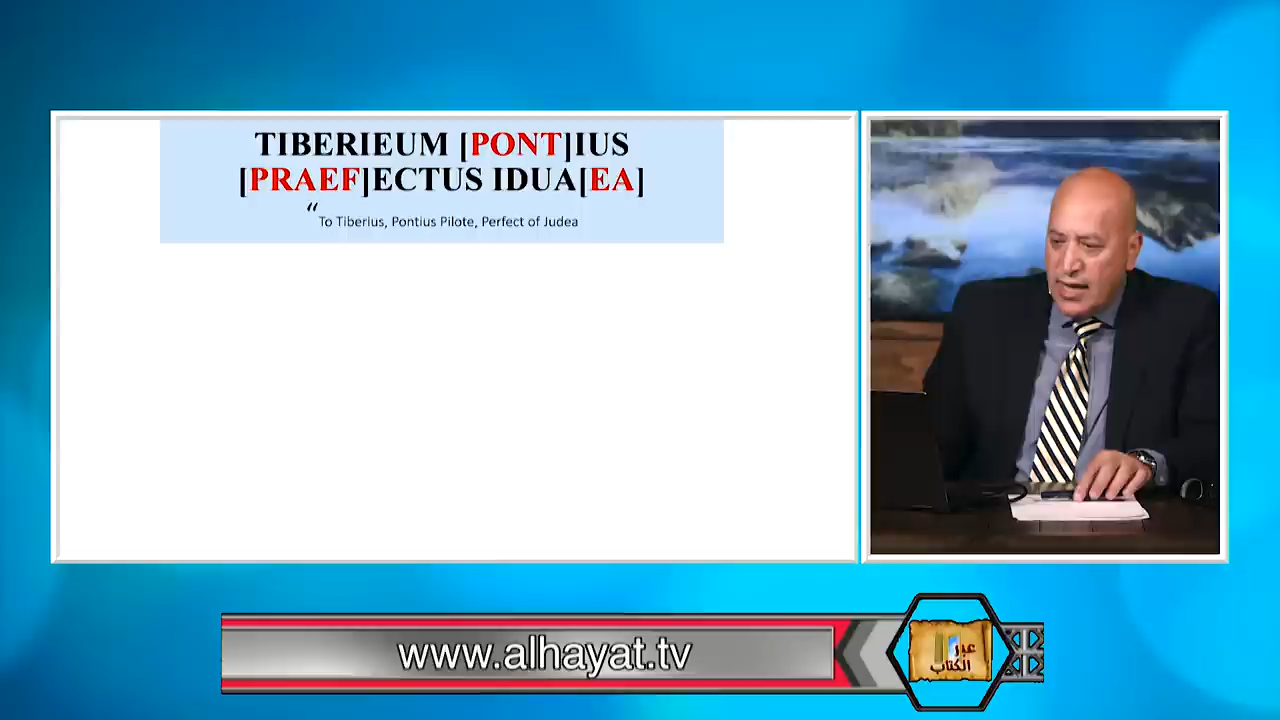 TIBERIEUM [PONT]IUS
[PRAEF]ECTUS IDUA[EA]
“To Tiberius, Pontius Pilote, Perfect of Judea
www.alhayat.tv
عبر
الكتاب